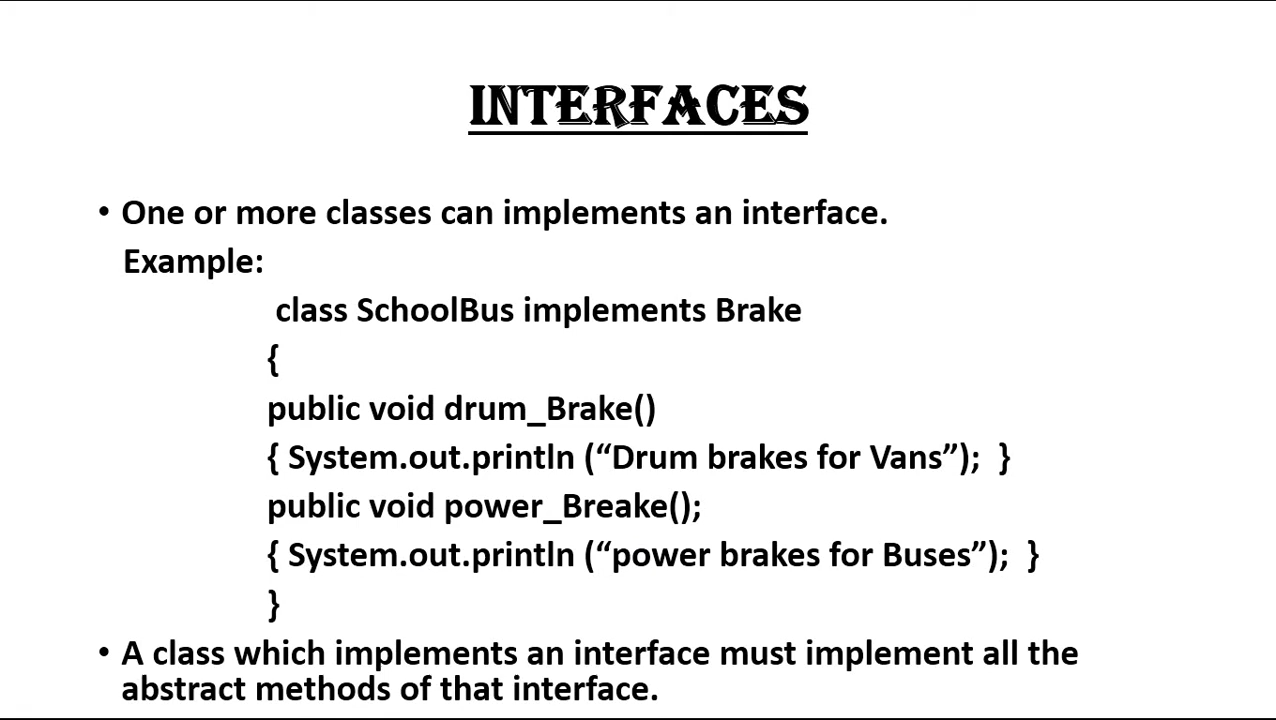 INTERFACES
• One or more classes can implements an interface.
Example:
class SchoolBus implements Brake
{
public void drum_Brake()
{ System.out.println (“Drum brakes for Vans”); }
public void power_Breake();
{ System.out.println (“power brakes for Buses”); }
}
• A class which implements an interface must implement all the
abstract methods of that interface.